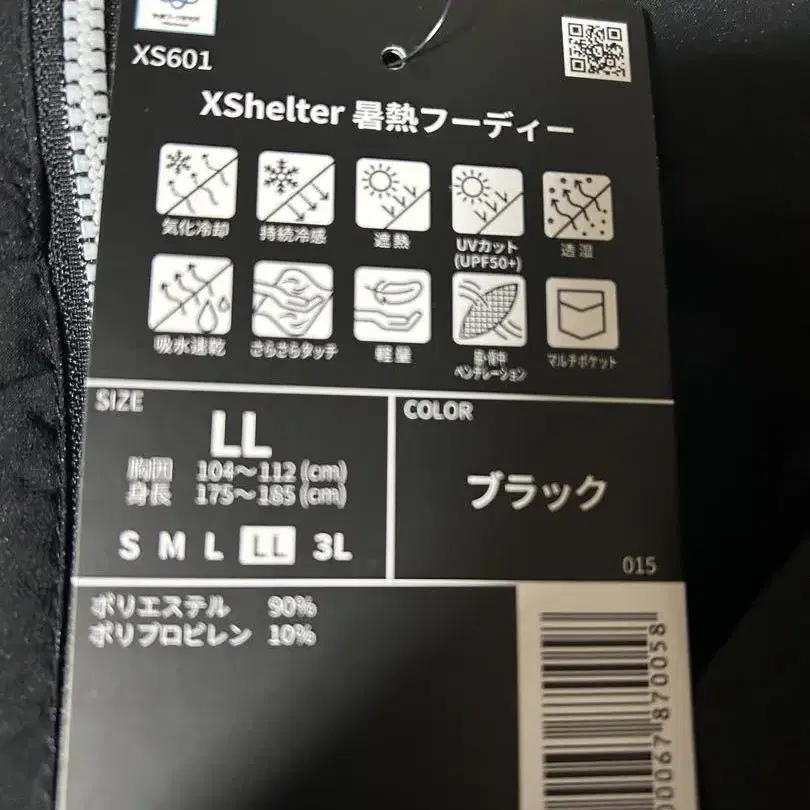 XS601
XShelter 暑熱フーディー
気化冷却 持続冷感 遮熱 UVカット (UPF50+) 透湿
吸水速乾 さらさらタッチ 軽量 ベンチレーション マルチポケット
SIZE
LL
胸囲 104～112 (cm)
身長 175～185 (cm)
S M L LL 3L
COLOR
ブラック
015
ポリエステル 90%
ポリプロピレン 10%
00067870058